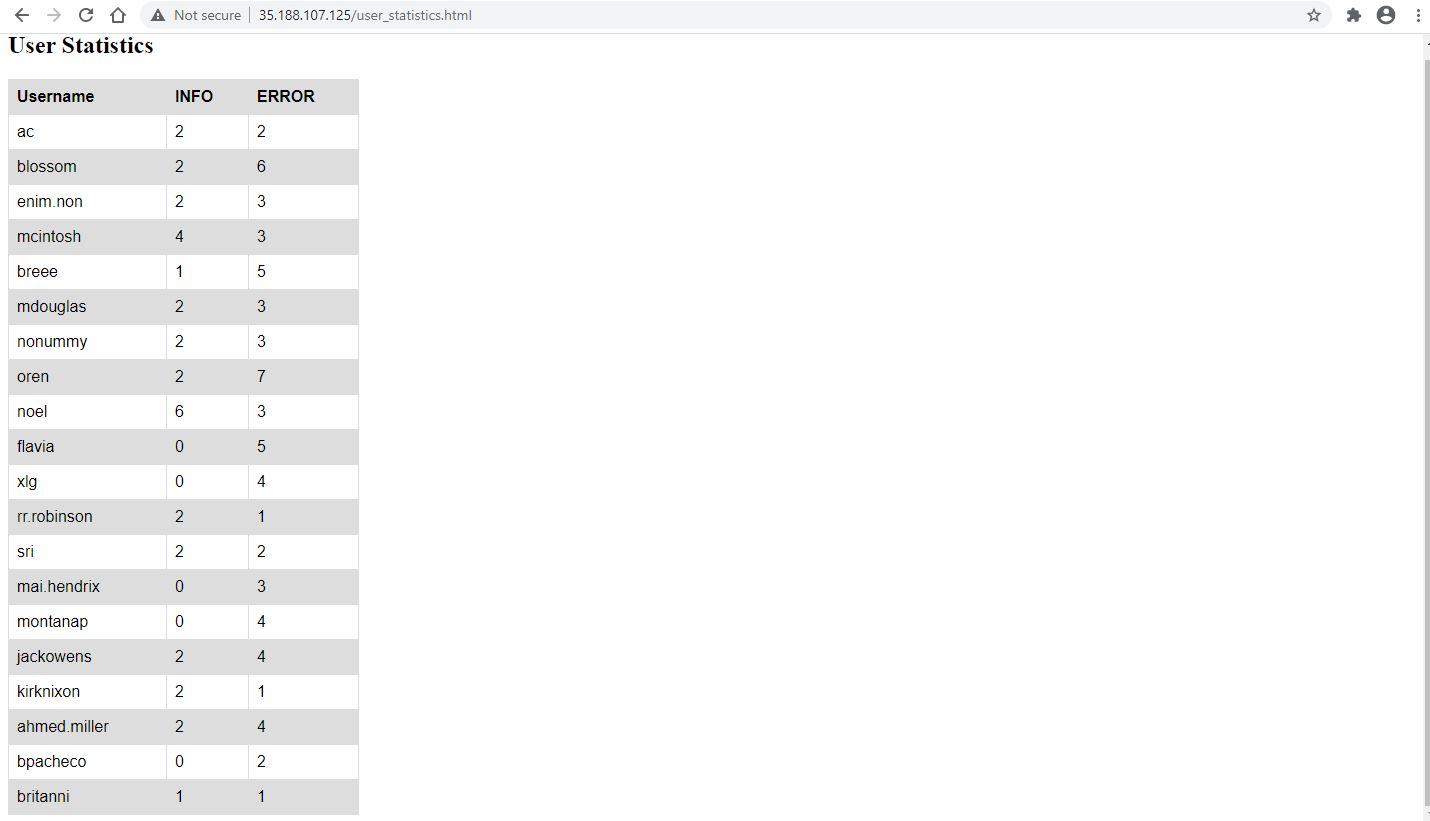 Not secure 35.188.107.125/user_statistics.html
User Statistics
Username INFO ERROR
ac 2 2
blossom 2 6
enim.non 2 3
mcintosh 4 3
breee 1 5
mdouglas 2 3
nonummy 2 3
oren 2 7
noel 6 3
flavia 0 5
xlg 0 4
rr.robinson 2 1
sri 2 2
mai.hendrix 0 3
montanap 0 4
jackowens 2 4
kirknixon 2 1
ahmed.miller 2 4
bpacheco 0 2
britanni 1 1